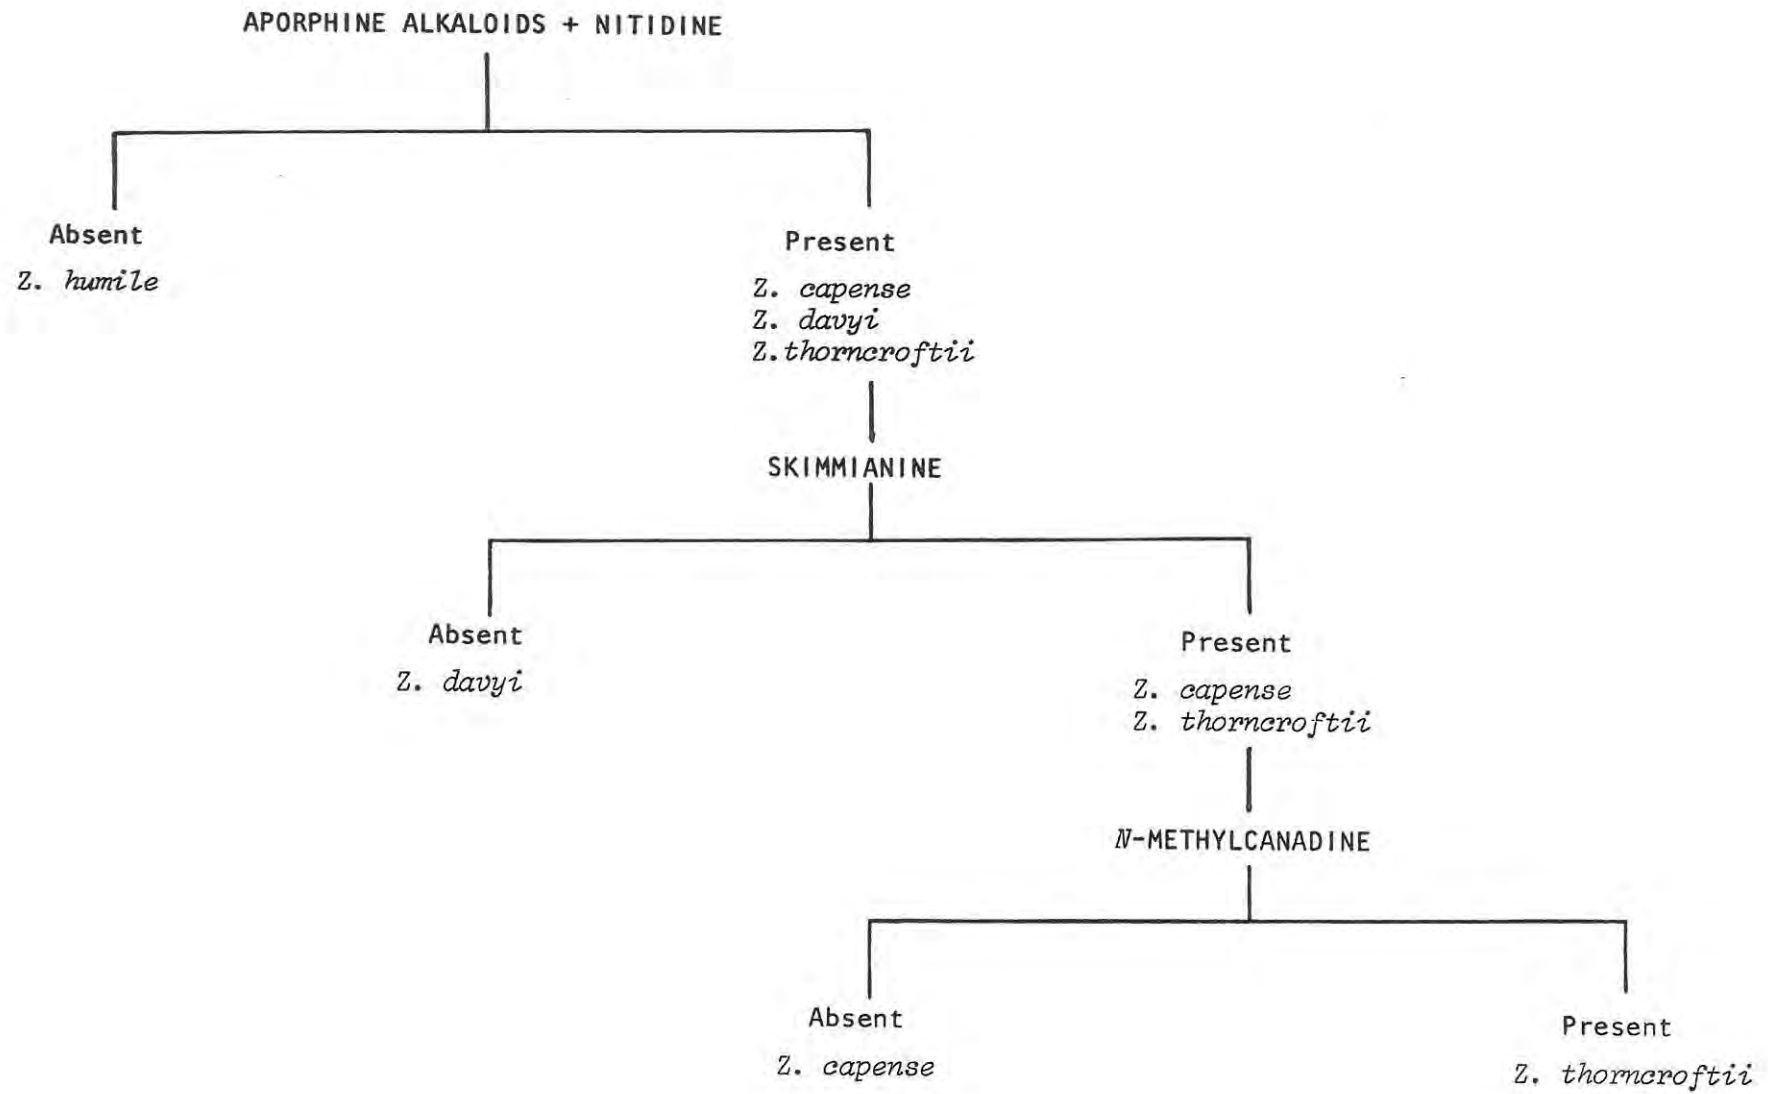 APORPHINE ALKALOIDS + NITIDINE
Absent
Z. humile
Present
Z. capense
Z. davyi
Z. thorncroftii
SKIMMIANINE
Absent
Z. davyi
Present
Z. capense
Z. thorncroftii
N-METHYLCANADINE
Absent
Z. capense
Present
Z. thorncroftii